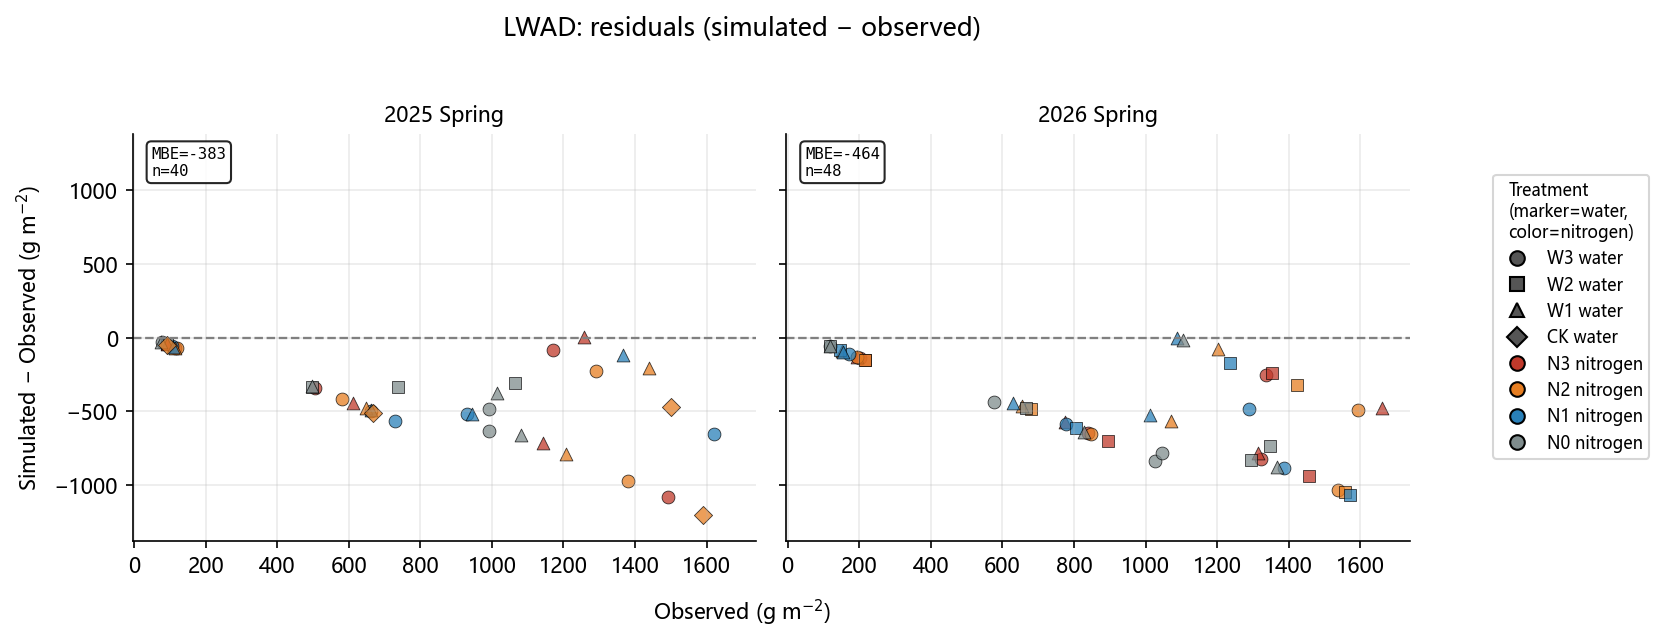 LWAD: residuals (simulated − observed)
2025 Spring
2026 Spring
MBE=-383
n=40
MBE=-464
n=48
Simulated − Observed (g m⁻²)
1000
500
0
−500
−1000
0 200 400 600 800 1000 1200 1400 1600
0 200 400 600 800 1000 1200 1400 1600
Observed (g m⁻²)
Treatment
(marker=water,
color=nitrogen)
W3 water
W2 water
W1 water
CK water
N3 nitrogen
N2 nitrogen
N1 nitrogen
N0 nitrogen